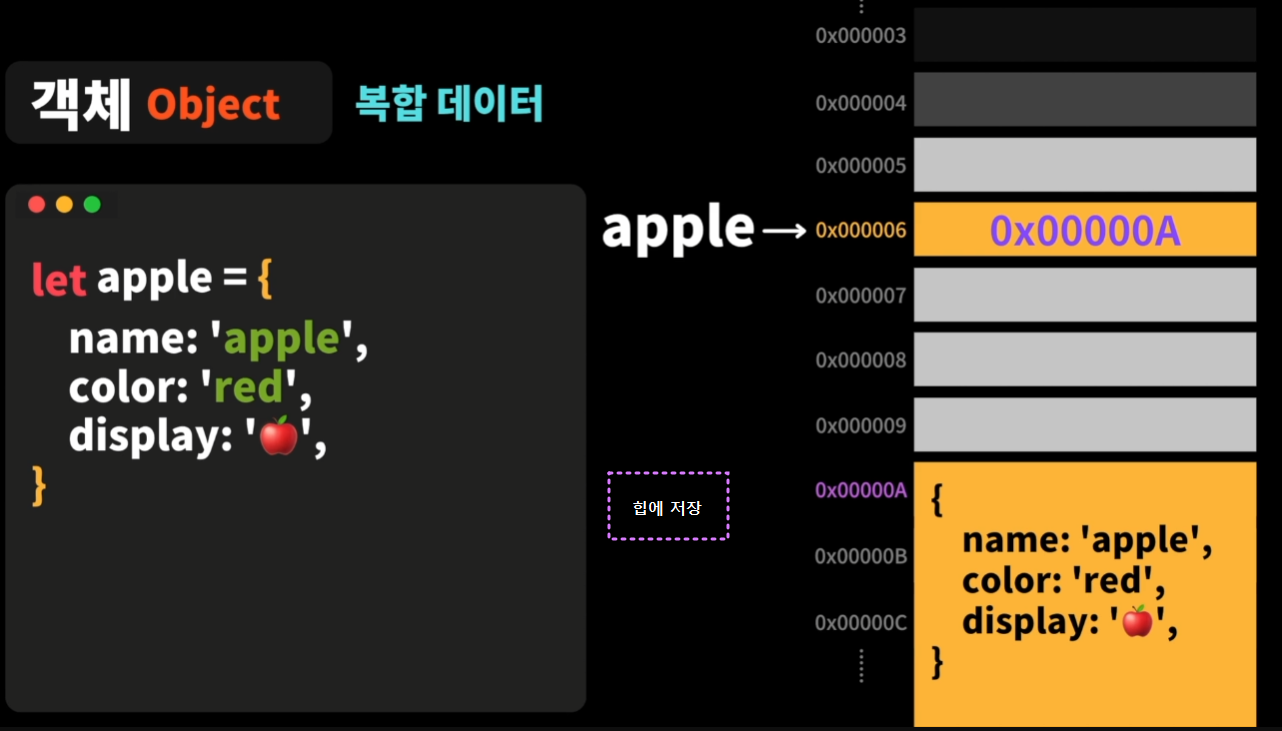 객체 Object 복합 데이터
let apple = {
name: 'apple',
color: 'red',
display: '🍎',
}
apple → 0x000006
힙에 저장
0x000003
0x000004
0x000005
0x00000A
0x000007
0x000008
0x000009
0x00000A
0x00000B
0x00000C
{
name: 'apple',
color: 'red',
display: '🍎',
}